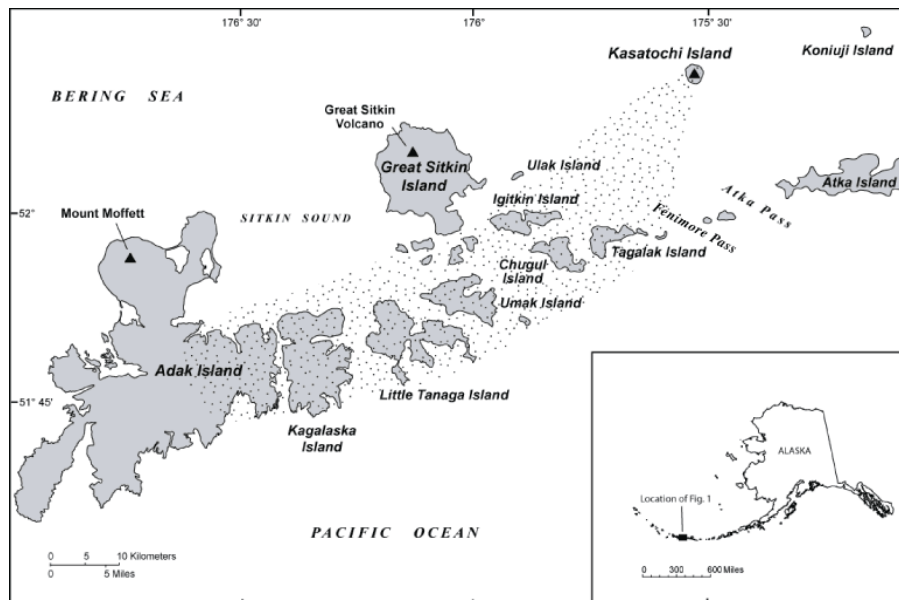 176° 30'
176°
175° 30'
Kasatochi Island
Koniuji Island
BERING SEA
Great Sitkin
Volcano
Great Sitkin
Island
Ulak Island
Igitkin Island
Atka Island
Atka Pass
Fenimore Pass
52°
Mount Moffett
SITKIN SOUND
Tagalak Island
Chugul
Island
Umak Island
Adak Island
Little Tanaga Island
51° 45'
Kagalaska
Island
PACIFIC OCEAN
0 5 10 Kilometers
0 5 Miles
ALASKA
Location of Fig. 1
0 300 600 Miles